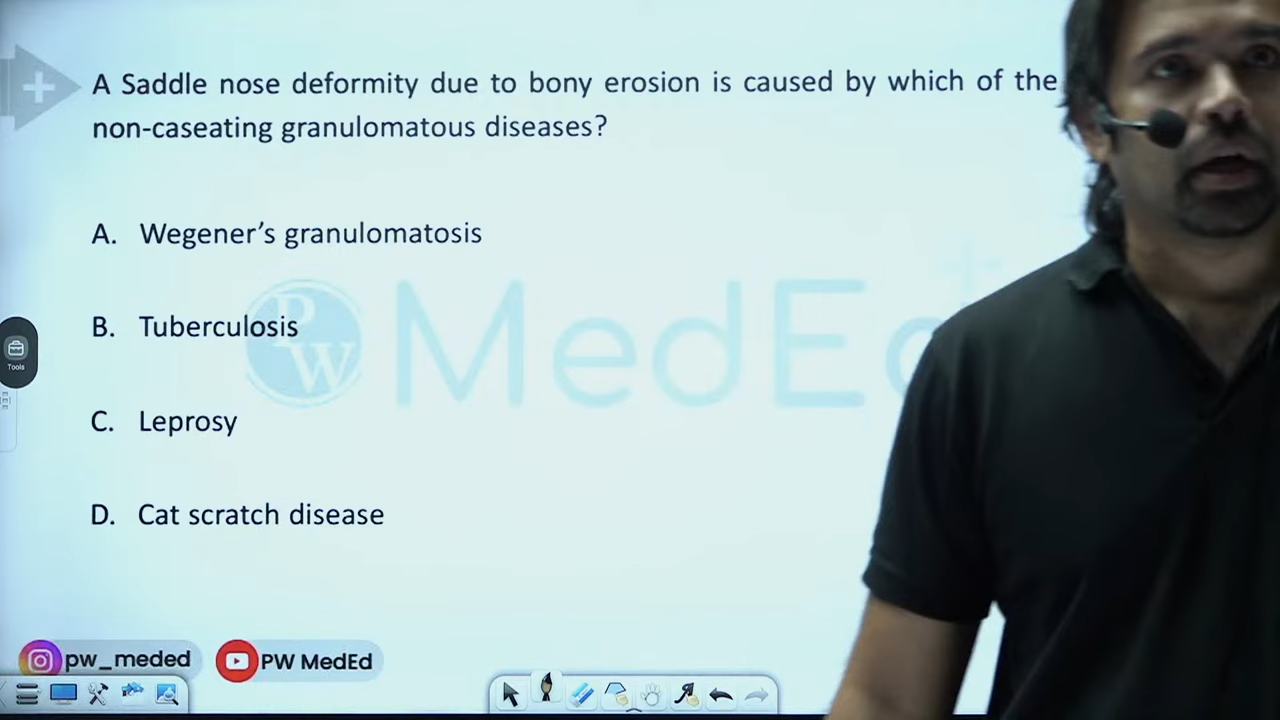 A Saddle nose deformity due to bony erosion is caused by which of the
non-caseating granulomatous diseases?
A. Wegener’s granulomatosis
B. Tuberculosis
C. Leprosy
D. Cat scratch disease
PW MedEd
Tools
pw_meded
PW MedEd